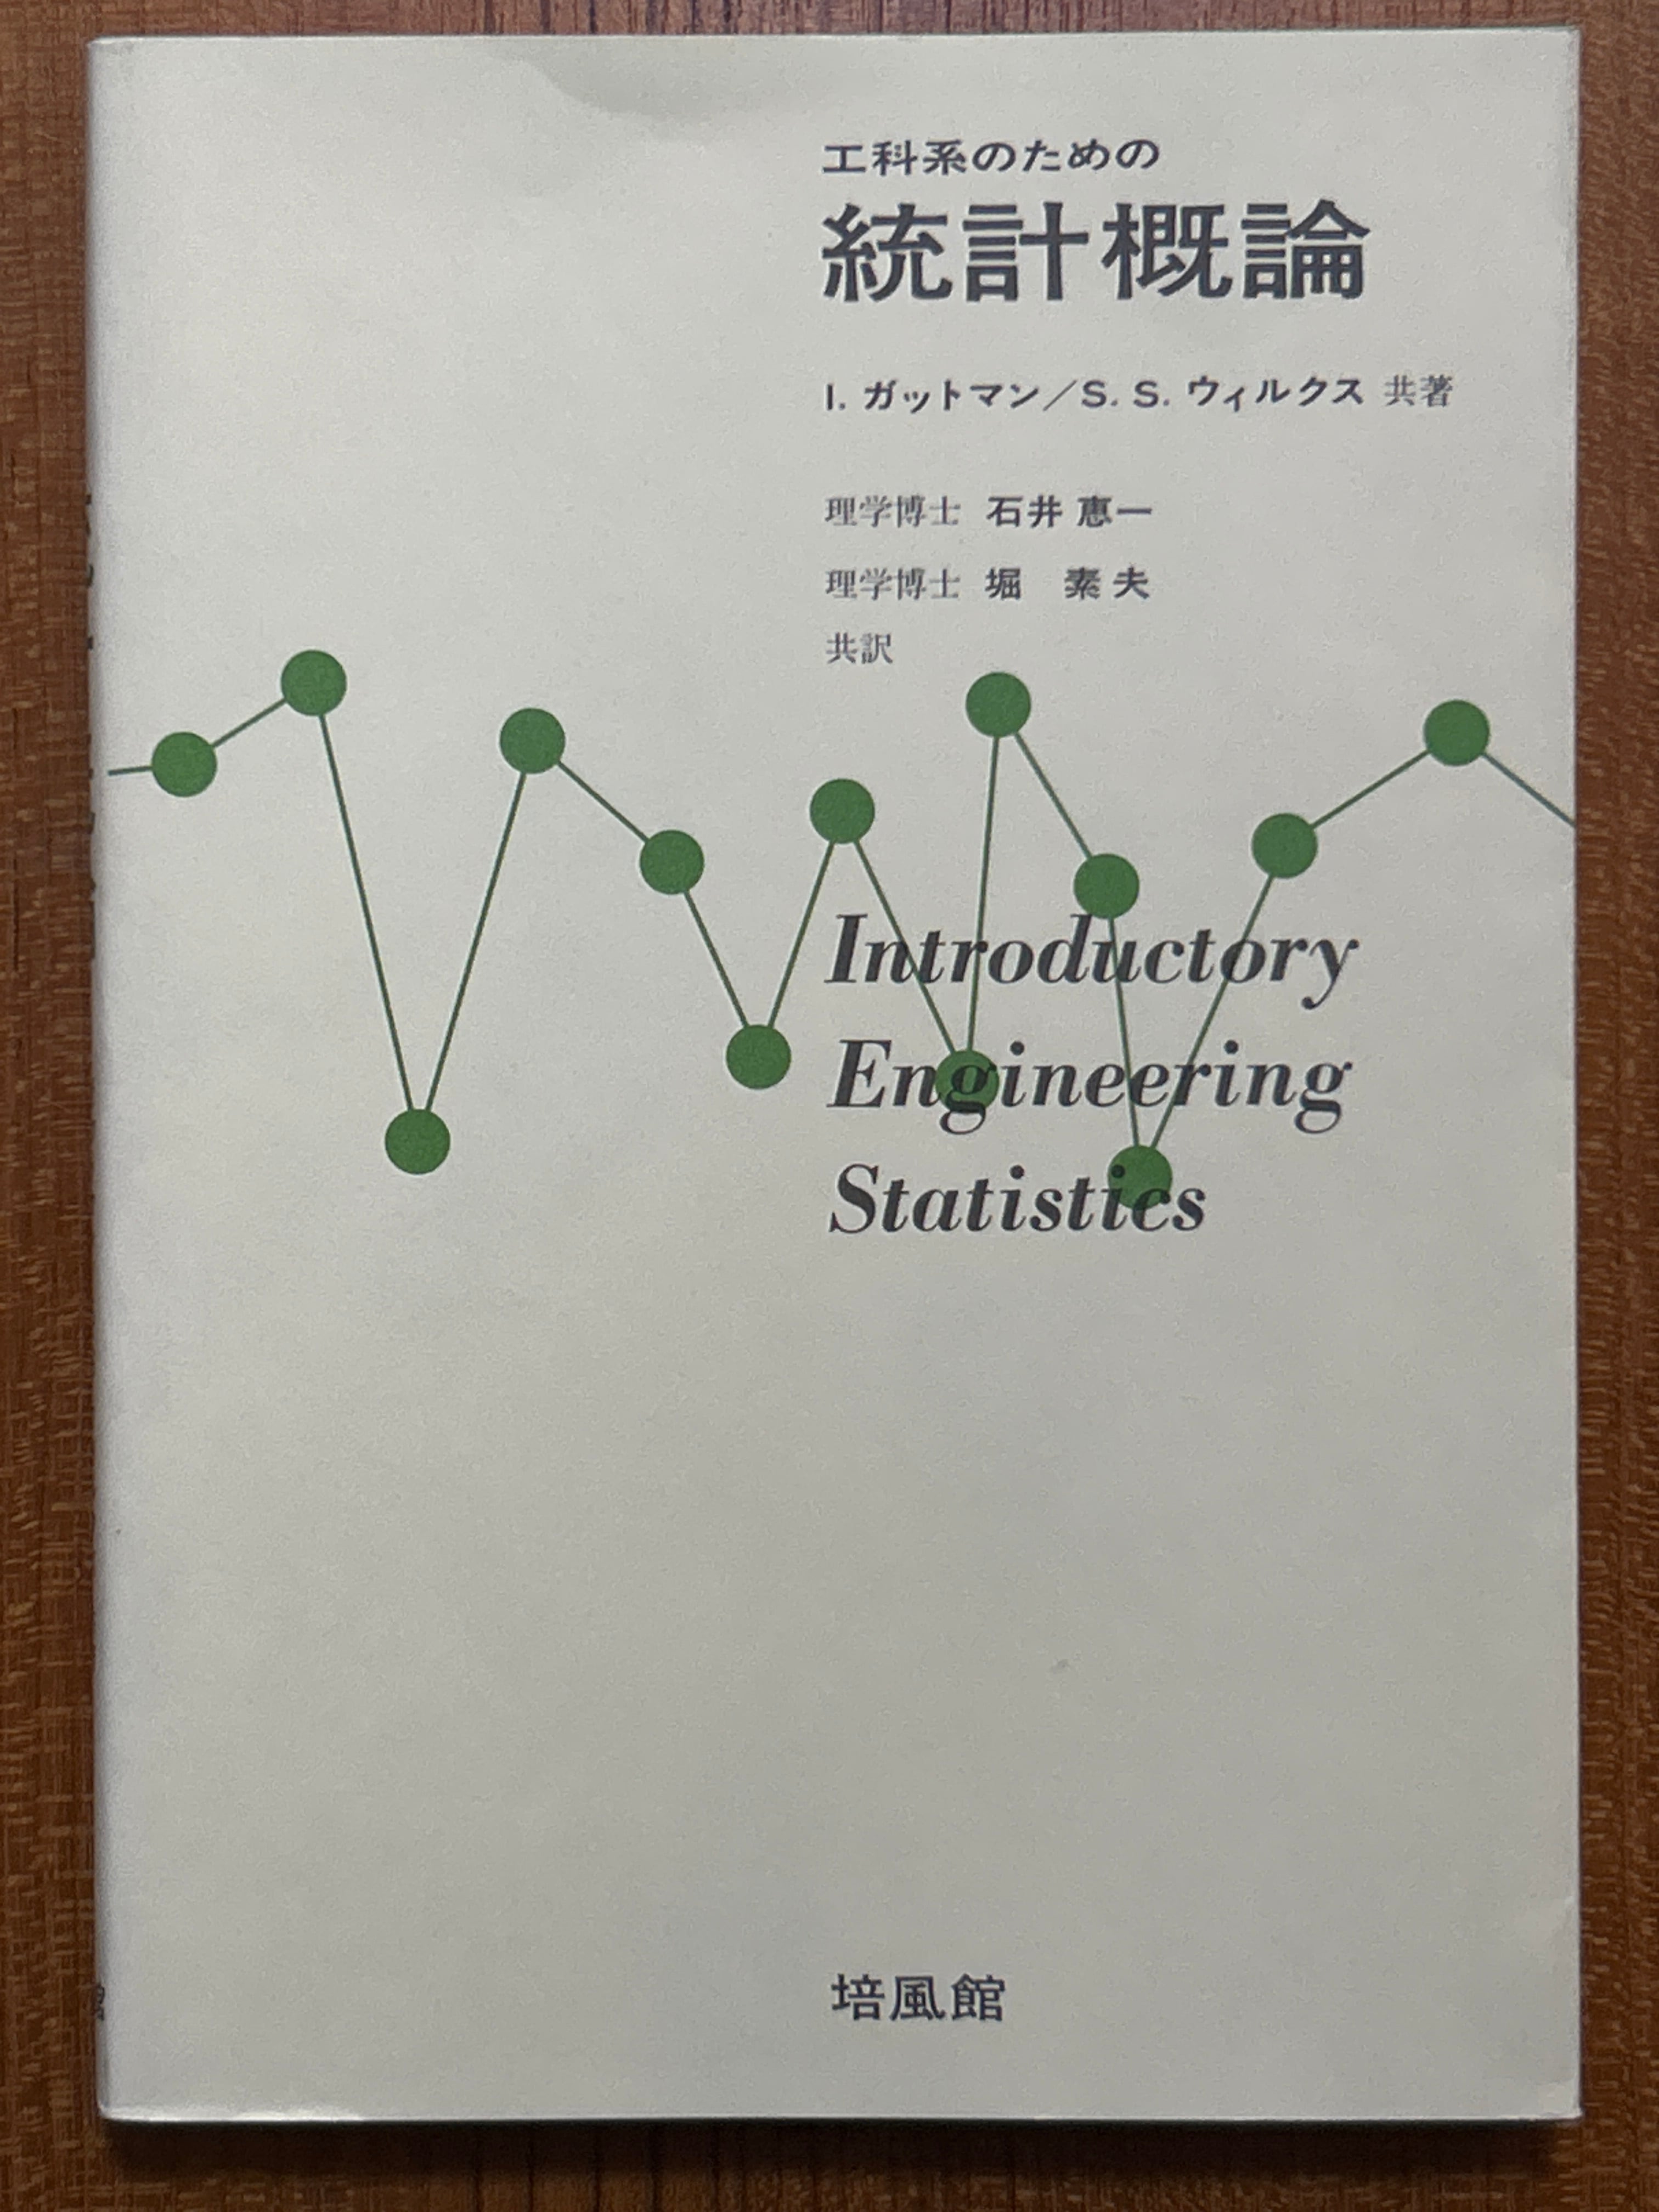 工科系のための
統計概論
I. ガットマン／S. S. ウィルクス 共著
理学博士 石井 恵一
理学博士 堀 素夫
共訳
Introductory
Engineering
Statistics
培風館